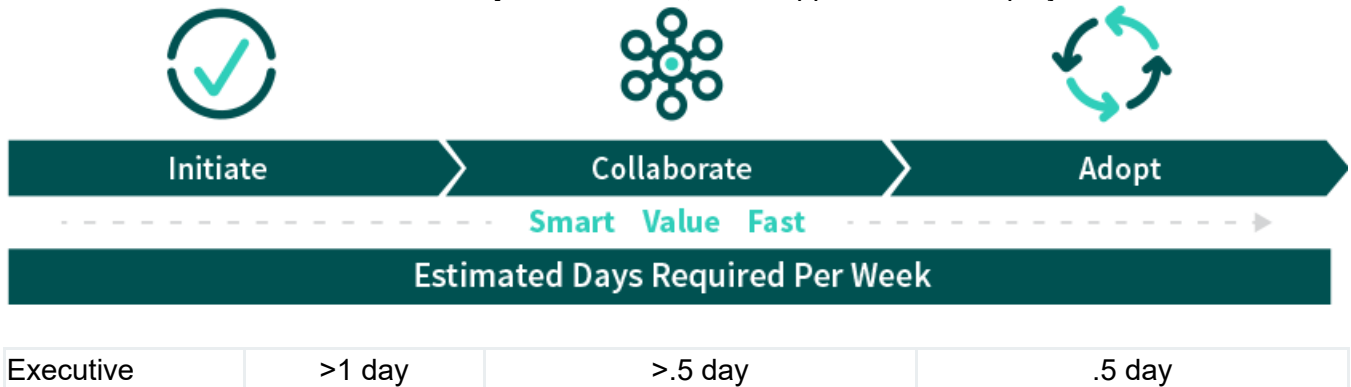 Initiate Collaborate Adopt
Smart Value Fast
Estimated Days Required Per Week
Executive >1 day >.5 day .5 day